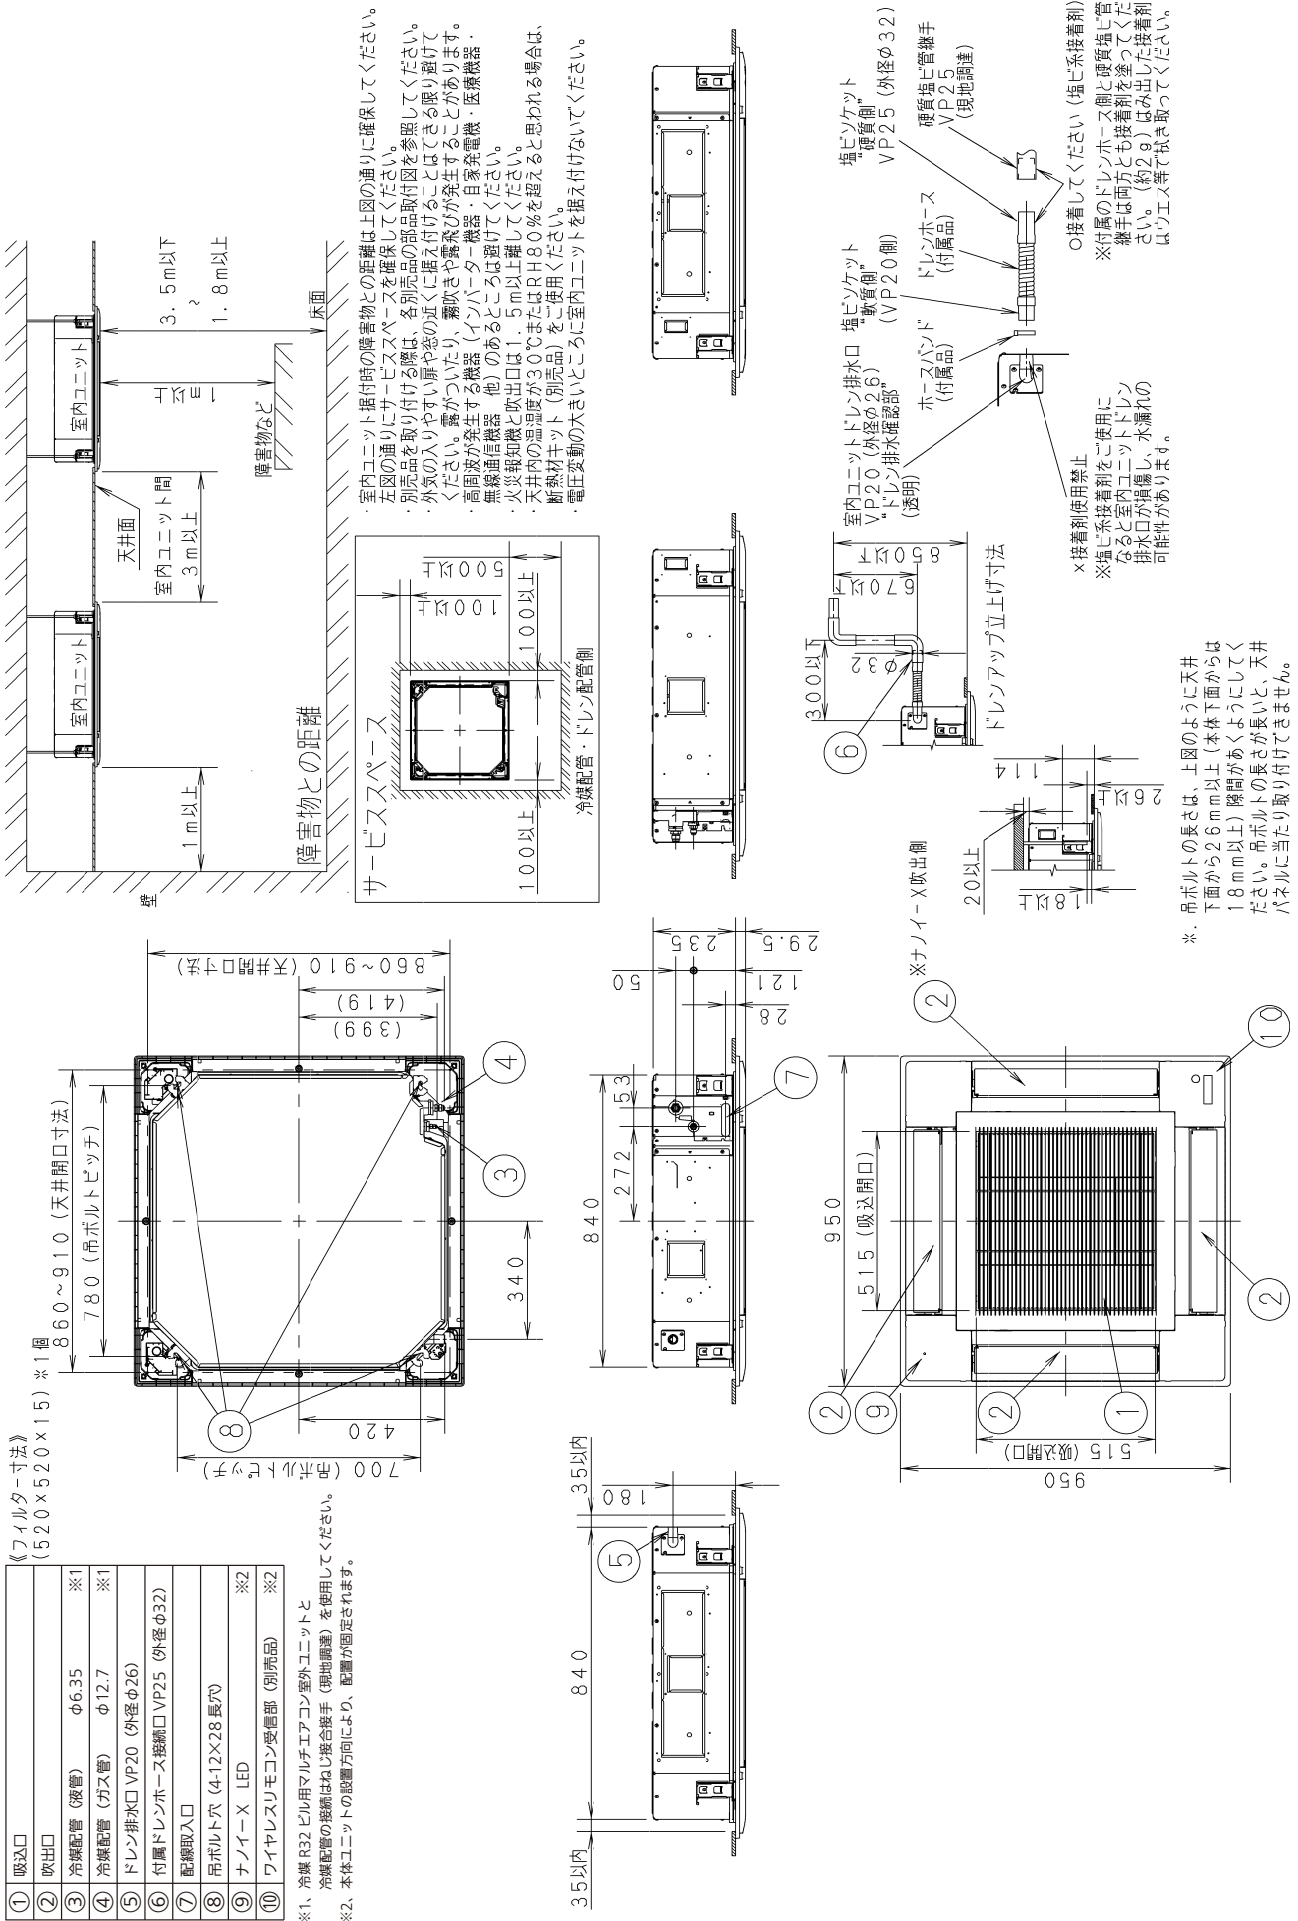 ① 吸込口
② 吹出口
③ 冷媒配管（液管） φ6.35 ※1
④ 冷媒配管（ガス管） φ12.7 ※1
⑤ ドレン排水口 VP20（外径φ26）
⑥ 付属ドレンホース接続口 VP25（外径φ32）
⑦ 配線取入口
⑧ 吊ボルト穴（4-12×28長穴）
⑨ ナノイーX LED ※2
⑩ ワイヤレスリモコン受信部（別売品） ※2
※1、冷媒R32 ビル用マルチエアコン室外ユニットと
冷媒配管の接続はねじ接合接手（現地調達）を使用してください。
※2、本体ユニットの設置方向により、配置が固定されます。
《フィルター寸法》
（520×520×15）※1個
860~910（天井開口寸法）
780（吊ボルトピッチ）
860~910（天井開口寸法）
(419)
(399)
④
③
340
420
700（吊ボルトピッチ）
⑧
壁
1m以上
障害物との距離
室内ユニット
天井面
室内ユニット間
3m以上
室内ユニット
1m以上
障害物など
3.5m以下
~
1.8m以上
床面
サービススペース
100以上
100以上
100以上
500以上
冷媒配管・ドレン配管側
・室内ユニット据付時の障害物との距離は上図の通りに確保してください。
左図の通りにサービススペースを確保してください。
・別売品を取り付ける際は、各別売品の部品取付図を参照してください。
・外気の入りやすい扉や窓の近くに据え付けることはできる限り避けて
ください。露がついたり、霧吹きや露飛びが発生することがあります。
・高周波が発生する機器（インバーター機器・自家発電機・医療機器・
無線通信機器 他）のあるところは避けてください。
・火災報知機と吹出口は1.5m以上離してください。
・天井内の温湿度が30℃またはRH80%を超えると思われる場合は、
断熱材キット（別売品）をご使用ください。
・電圧変動の大きいところに室内ユニットを据え付けないでください。
35以内
840
35以内
180
⑤
840
272
53
⑦
50
235
29.5
121
28
950
515（吸込開口）
515（吸込開口）
950
②
②
②
②
⑨
①
⑩
※ナノイーX吹出側
20以上
18以上
114
26以上
※.吊ボルトの長さは、上図のように天井
下面から26mm以上（本体下面からは
18mm以上）隙間があくようにしてく
ださい。吊ボルトの長さが長いと、天井
パネルに当たり取り付けできません。
⑥
300以下
φ32
670以下
850以下
ドレンアップ立上げ寸法
室内ユニットドレン排水口
VP20（外径φ26）
“ドレン排水確認部”
（透明）
ホースバンド
（付属品）
塩ビソケット
“軟質側”
（VP20側）
ドレンホース
（付属品）
塩ビソケット
“硬質側”
VP25（外径φ32）
硬質塩ビ管継手
VP25
（現地調達）
×接着剤使用禁止
※塩ビ系接着剤をご使用に
なると室内ユニットドレン
排水口が損傷し、水漏れの
可能性があります。
○接着してください（塩ビ系接着剤）
※付属のドレンホース側と硬質塩ビ管
継手は両方とも接着剤を塗ってくだ
さい。（約2g）はみ出した接着剤
はウエス等で拭き取ってください。